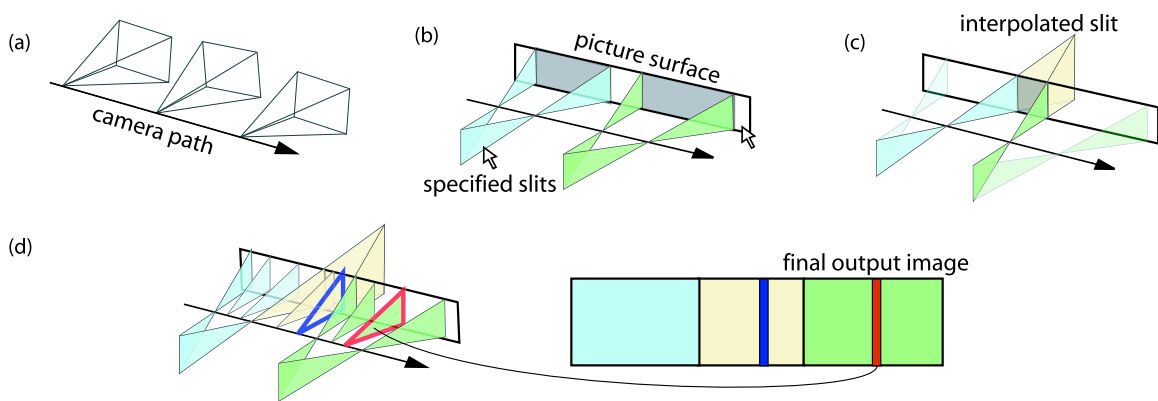 (a)
camera path
(b)
picture surface
specified slits
(c)
interpolated slit
(d)
final output image